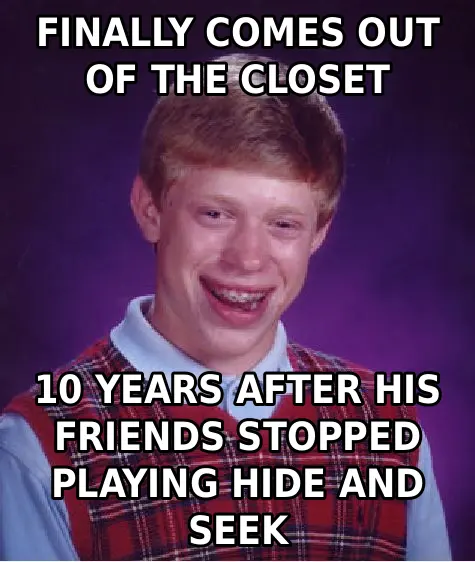 FINALLY COMES OUT
OF THE CLOSET
10 YEARS AFTER HIS
FRIENDS STOPPED
PLAYING HIDE AND
SEEK